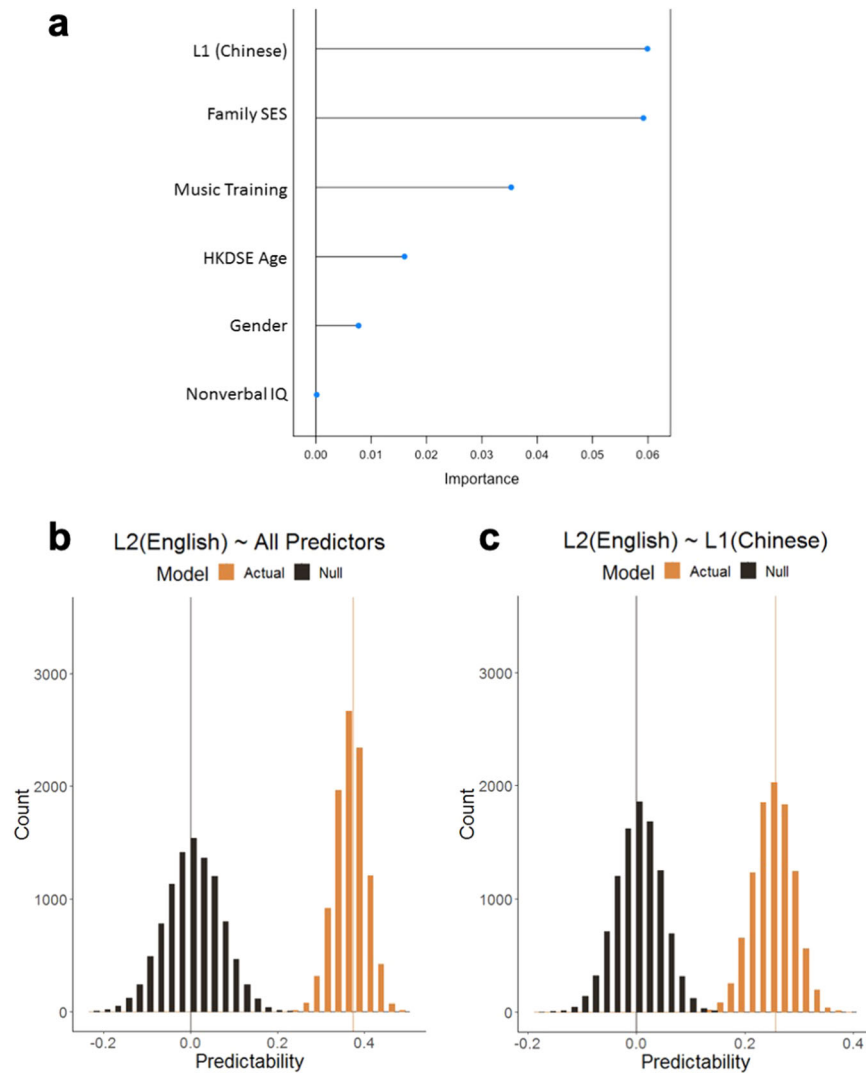 a
L1 (Chinese)
Family SES
Music Training
HKDSE Age
Gender
Nonverbal IQ
0.00 0.01 0.02 0.03 0.04 0.05 0.06
Importance
b
L2(English) ~ All Predictors
Model Actual Null
3000
2000
1000
0
Count
-0.2 0.0 0.2 0.4
Predictability
c
L2(English) ~ L1(Chinese)
Model Actual Null
3000
2000
1000
0
Count
-0.2 0.0 0.2 0.4
Predictability